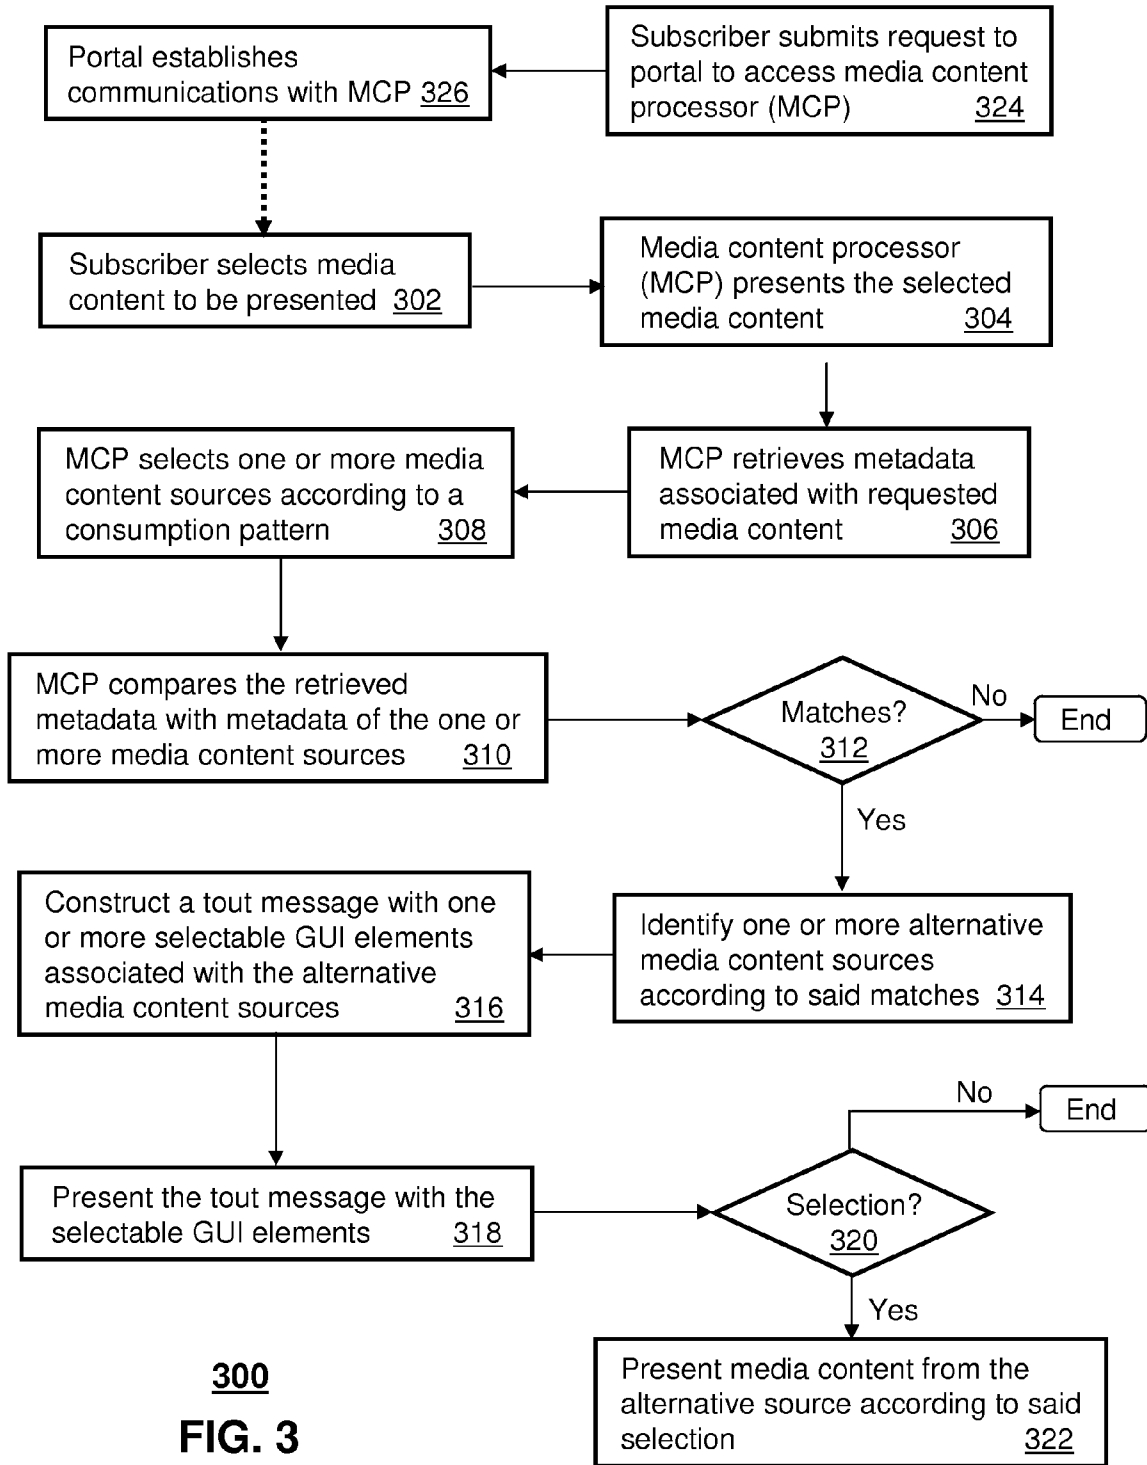 Subscriber submits request to
portal to access media content
processor (MCP) 324
Portal establishes
communications with MCP 326
Subscriber selects media
content to be presented 302
Media content processor
(MCP) presents the selected
media content 304
MCP retrieves metadata
associated with requested
media content 306
MCP selects one or more media
content sources according to a
consumption pattern 308
MCP compares the retrieved
metadata with metadata of the one or
more media content sources 310
Matches?
312
No
End
Yes
Identify one or more alternative
media content sources
according to said matches 314
Construct a tout message with one
or more selectable GUI elements
associated with the alternative
media content sources 316
Present the tout message with the
selectable GUI elements 318
Selection?
320
No
End
Yes
Present media content from the
alternative source according to said
selection 322
300
FIG. 3